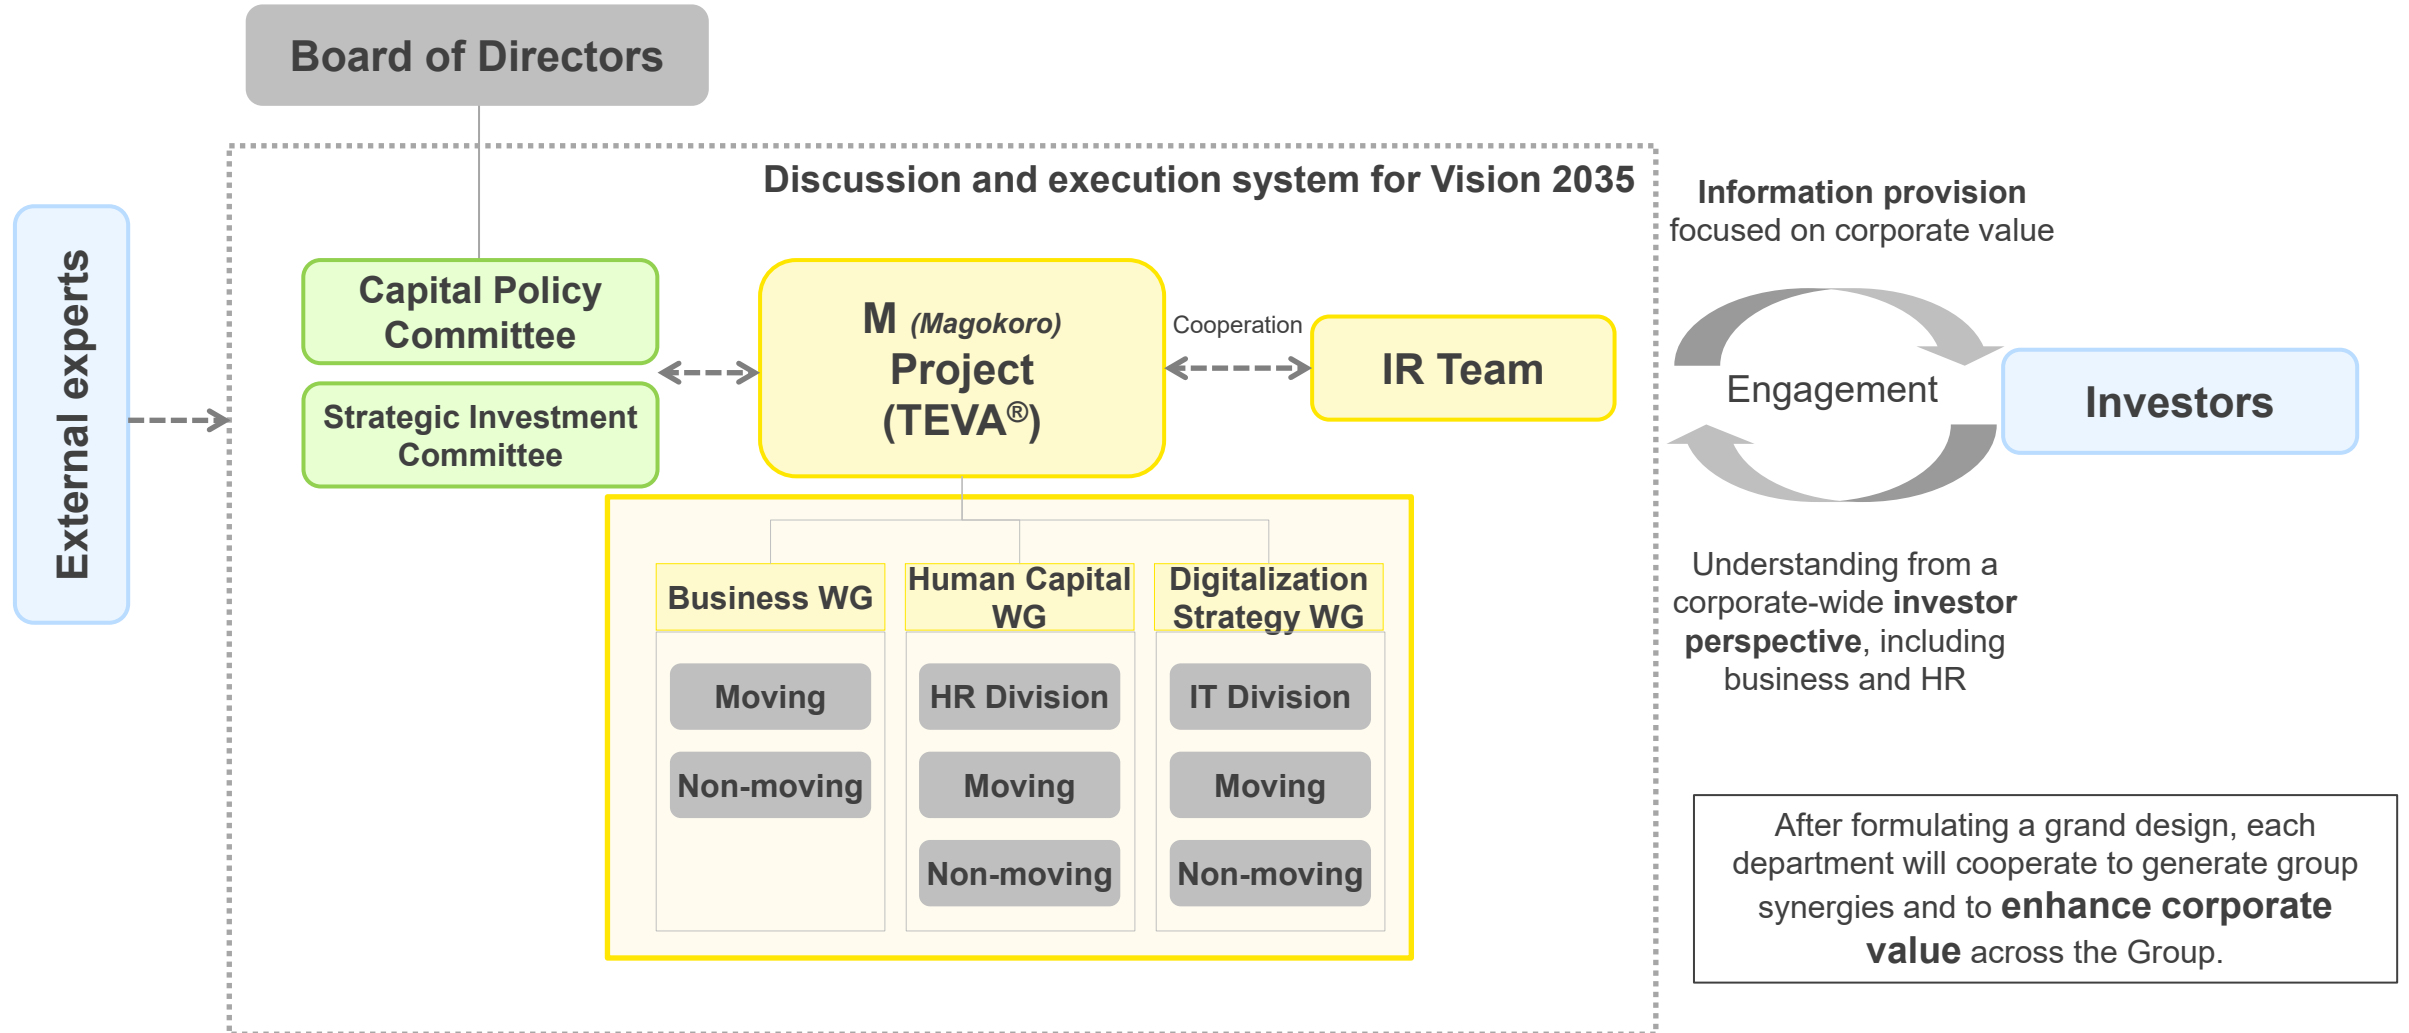 Board of Directors
Discussion and execution system for Vision 2035
External experts
Capital Policy
Committee
Strategic Investment
Committee
M (Magokoro)
Project
(TEVA®)
Cooperation
IR Team
Information provision
focused on corporate value
Engagement
Investors
Understanding from a
corporate-wide investor
perspective, including
business and HR
Business WG
Moving
Non-moving
Human Capital
WG
HR Division
Moving
Non-moving
Digitalization
Strategy WG
IT Division
Moving
Non-moving
After formulating a grand design, each
department will cooperate to generate group
synergies and to enhance corporate
value across the Group.